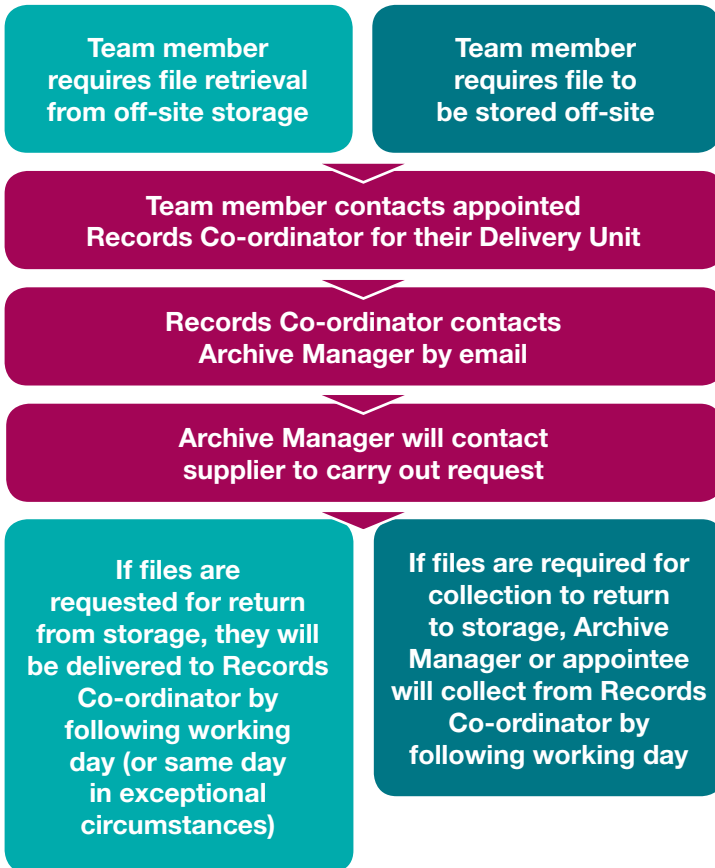 Team member
requires file retrieval
from off-site storage
Team member
requires file to
be stored off-site
Team member contacts appointed
Records Co-ordinator for their Delivery Unit
Records Co-ordinator contacts
Archive Manager by email
Archive Manager will contact
supplier to carry out request
If files are
requested for return
from storage, they will
be delivered to Records
Co-ordinator by
following working
day (or same day
in exceptional
circumstances)
If files are required for
collection to return
to storage, Archive
Manager or appointee
will collect from Records
Co-ordinator by
following working day